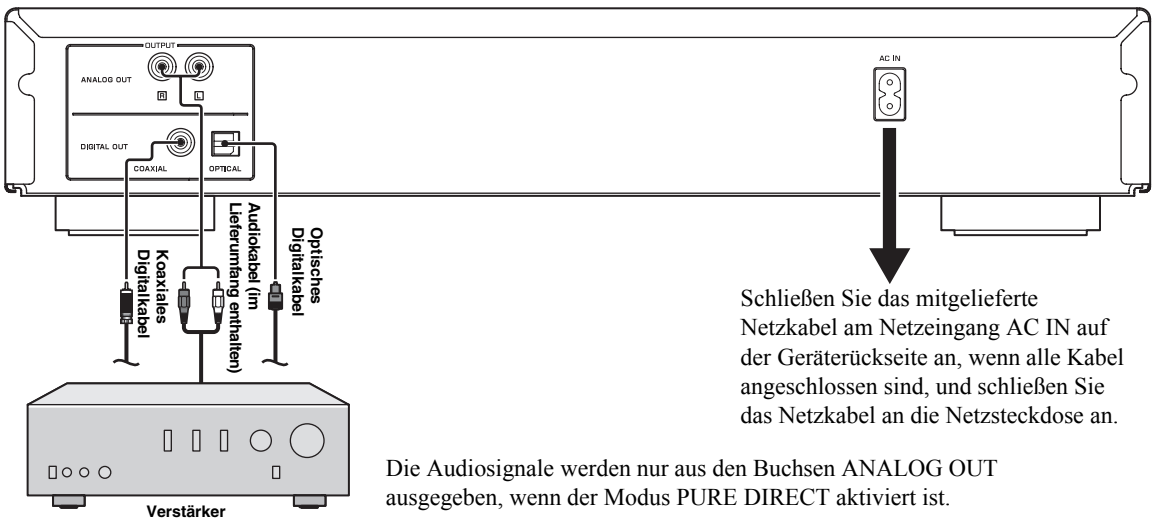 OUTPUT
ANALOG OUT
R
L
DIGITAL OUT
COAXIAL
OPTICAL
AC IN
Koaxiales
Digitalkabel
Audiokabel (im
Lieferumfang enthalten)
Optisches
Digitalkabel
Schließen Sie das mitgelieferte
Netzkabel am Netzeingang AC IN auf
der Geräterückseite an, wenn alle Kabel
angeschlossen sind, und schließen Sie
das Netzkabel an die Netzsteckdose an.
Die Audiosignale werden nur aus den Buchsen ANALOG OUT
ausgegeben, wenn der Modus PURE DIRECT aktiviert ist.
Verstärker